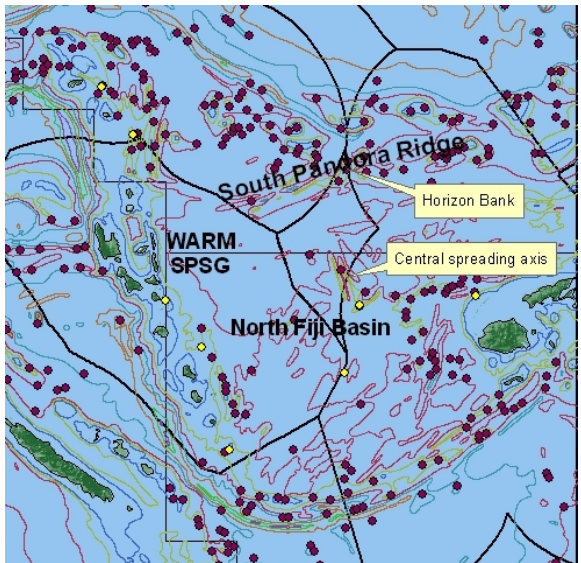 South Pandora Ridge
Horizon Bank
WARM
SPSG
Central spreading axis
North Fiji Basin